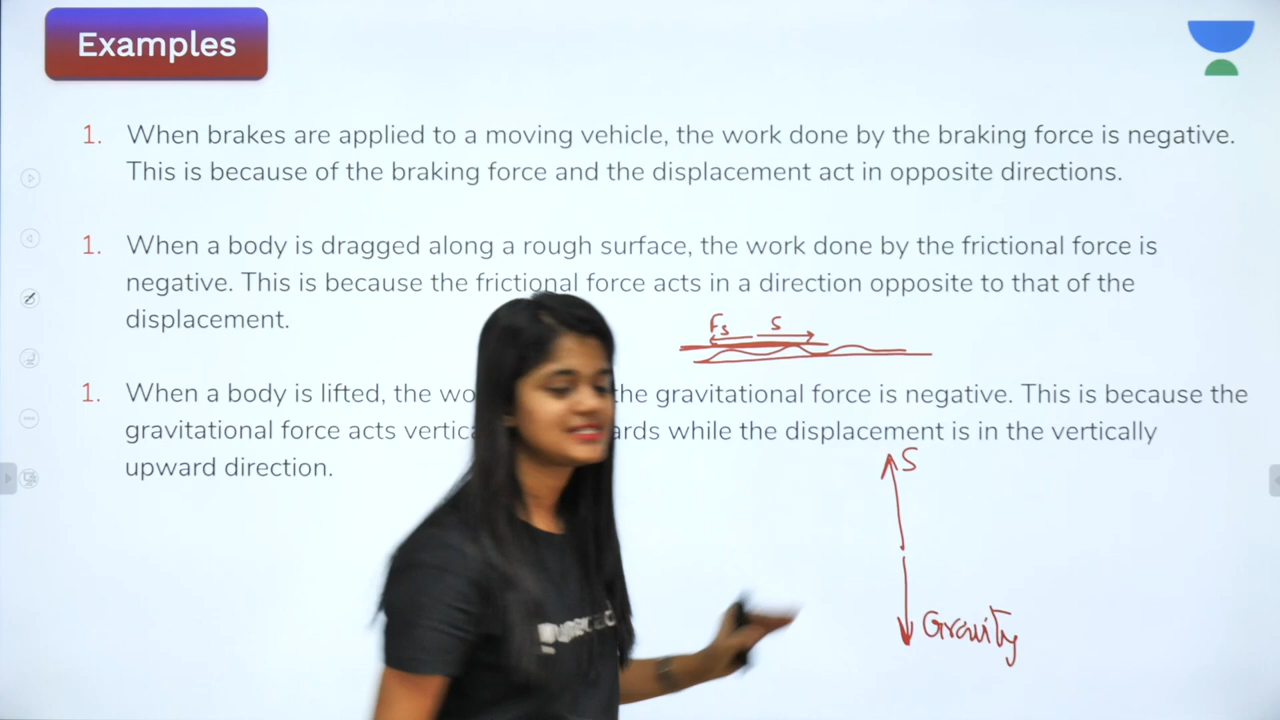 Examples
1. When brakes are applied to a moving vehicle, the work done by the braking force is negative.
This is because of the braking force and the displacement act in opposite directions.
1. When a body is dragged along a rough surface, the work done by the frictional force is
negative. This is because the frictional force acts in a direction opposite to that of the
displacement.
Fs S
1. When a body is lifted, the wo the gravitational force is negative. This is because the
gravitational force acts vertica ards while the displacement is in the vertically
upward direction.
S
Gravity